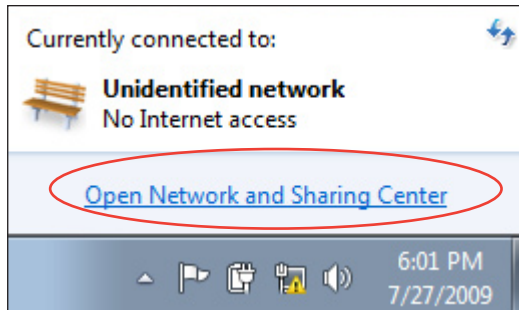 Currently connected to:
Unidentified network
No Internet access
Open Network and Sharing Center
6:01 PM
7/27/2009